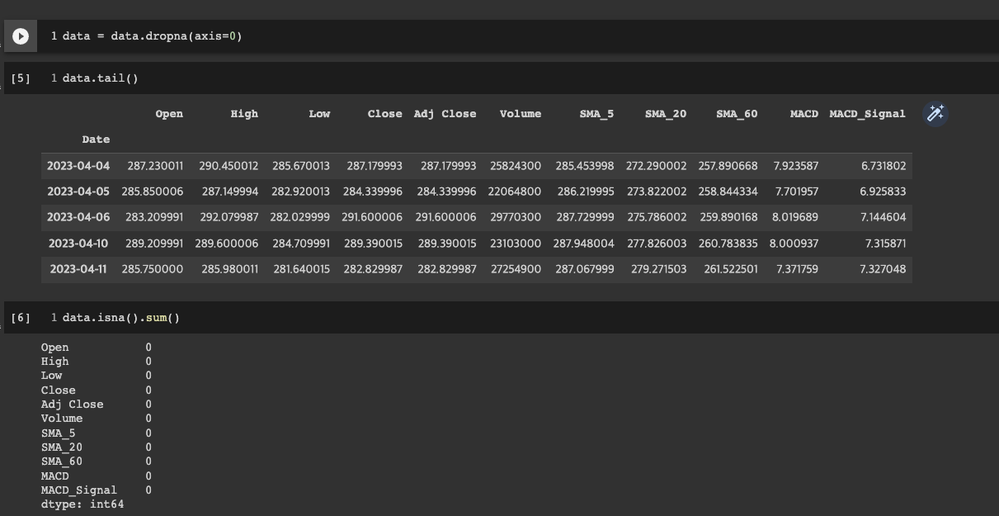 1 data = data.dropna(axis=0)
[5] 1 data.tail()
Open High Low Close Adj Close Volume SMA_5 SMA_20 SMA_60 MACD MACD_Signal
Date
2023-04-04 287.230011 290.450012 285.670013 287.179993 287.179993 25824300 285.453998 272.290002 257.890668 7.923587 6.731802
2023-04-05 285.850006 287.149994 282.920013 284.339996 284.339996 22064800 286.219995 273.822002 258.844334 7.701957 6.925833
2023-04-06 283.209991 292.079987 282.029999 291.600006 291.600006 29770300 287.729999 275.786002 259.890168 8.019689 7.144604
2023-04-10 289.209991 289.600006 284.709991 289.390015 289.390015 23103000 287.948004 277.826003 260.783835 8.000937 7.315871
2023-04-11 285.750000 285.980011 281.640015 282.829987 282.829987 27254900 287.067999 279.271503 261.522501 7.371759 7.327048
[6] 1 data.isna().sum()
Open 0
High 0
Low 0
Close 0
Adj Close 0
Volume 0
SMA_5 0
SMA_20 0
SMA_60 0
MACD 0
MACD_Signal 0
dtype: int64